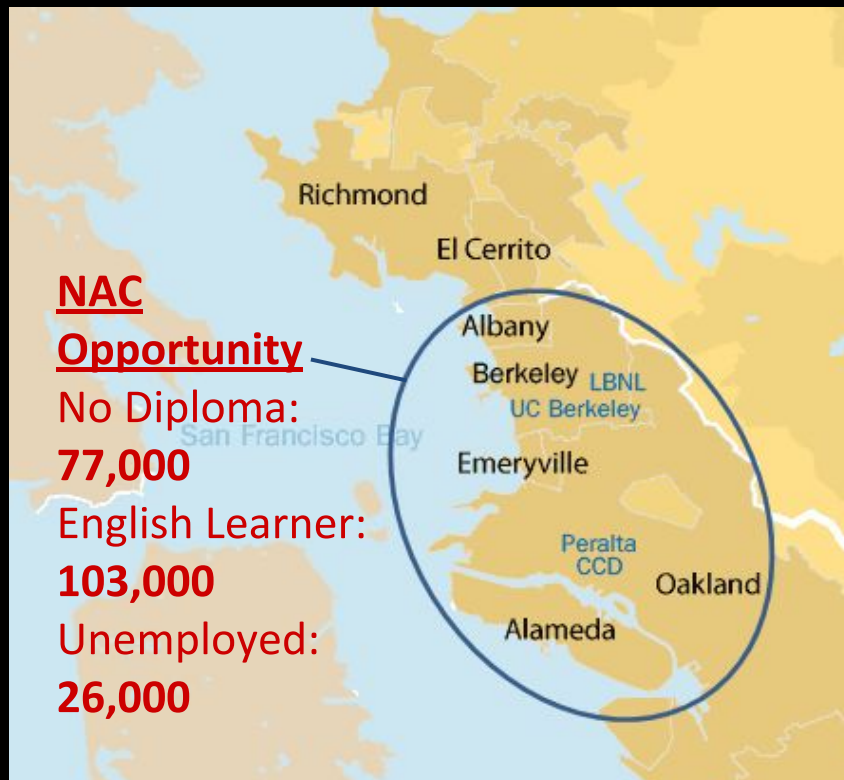 Richmond
El Cerrito
NAC
Opportunity
No Diploma:
77,000
English Learner:
103,000
Unemployed:
26,000
San Francisco Bay
Albany
Berkeley
LBNL
UC Berkeley
Emeryville
Peralta
CCD
Oakland
Alameda